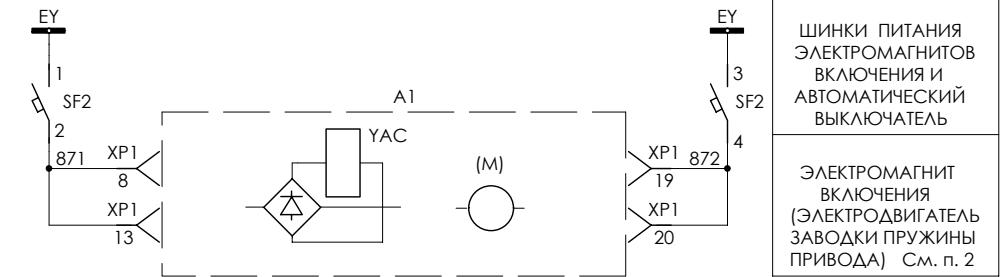 EY
EY
1
SF2
2
3
SF2
4
A1
YAC
(M)
871
XP1
8
XP1
13
XP1
872
19
XP1
20
ШИНКИ ПИТАНИЯ
ЭЛЕКТРОМАГНИТОВ
ВКЛЮЧЕНИЯ И
АВТОМАТИЧЕСКИЙ
ВЫКЛЮЧАТЕЛЬ
ЭЛЕКТРОМАГНИТ
ВКЛЮЧЕНИЯ
(ЭЛЕКТРОДВИГАТЕЛЬ
ЗАВОДКИ ПРУЖИНЫ
ПРИВОДА) См. п. 2